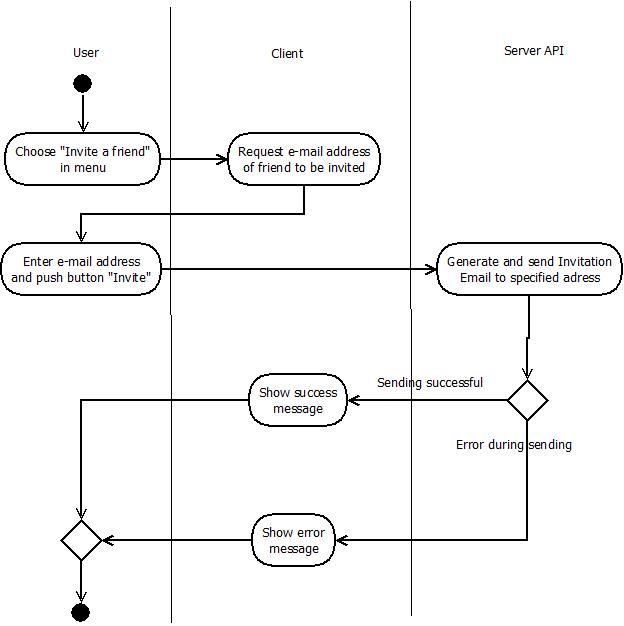 User
Client
Server API
Choose "Invite a friend"
in menu
Request e-mail address
of friend to be invited
Enter e-mail address
and push button "Invite"
Generate and send Invitation
Email to specified adress
Sending successful
Show success
message
Error during sending
Show error
message